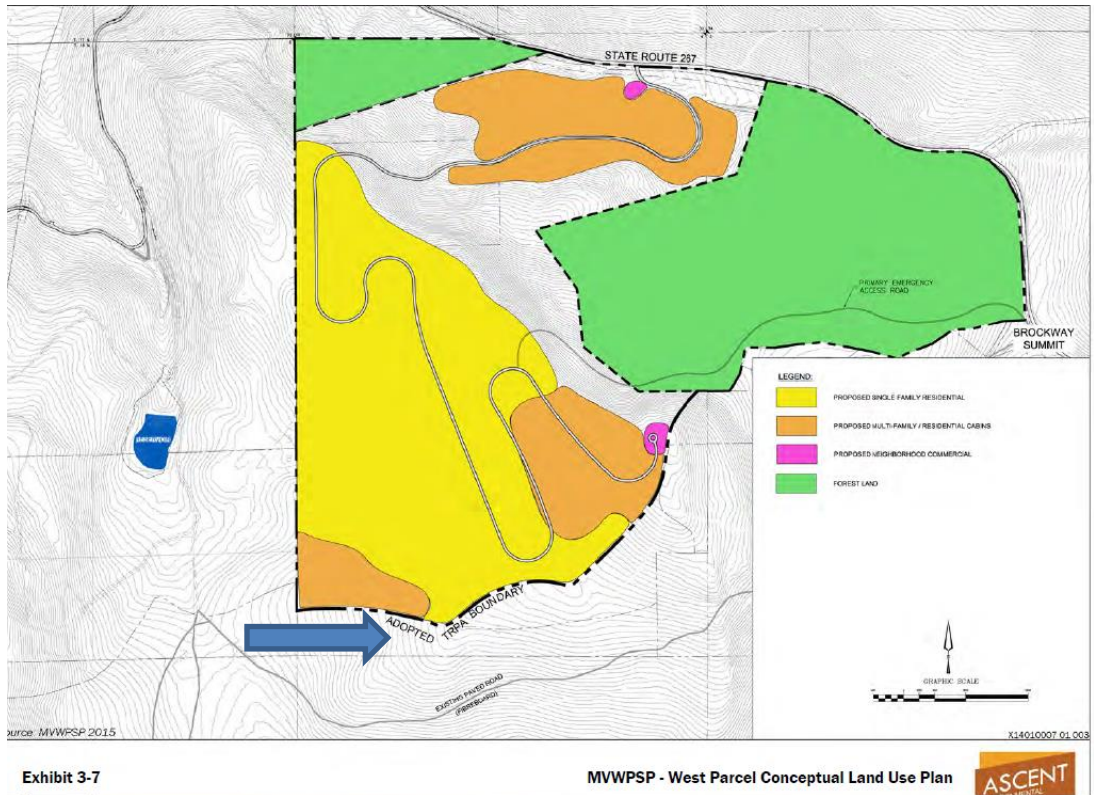 STATE ROUTE 267
PRIMARY EMERGENCY
ACCESS ROAD
BROCKWAY
SUMMIT
LEGEND:
PROPOSED SINGLE FAMILY RESIDENTIAL
PROPOSED MULTI-FAMILY / RESIDENTIAL CABINS
PROPOSED NEIGHBORHOOD COMMERCIAL
FOREST LAND
ADOPTED TRPA BOUNDARY
EXISTING PAVED ROAD
(FIBREBOARD)
GRAPHIC SCALE
ource: MVWPSP 2015
X14010007 01 003
Exhibit 3-7
MVWPSP - West Parcel Conceptual Land Use Plan
ASCENT